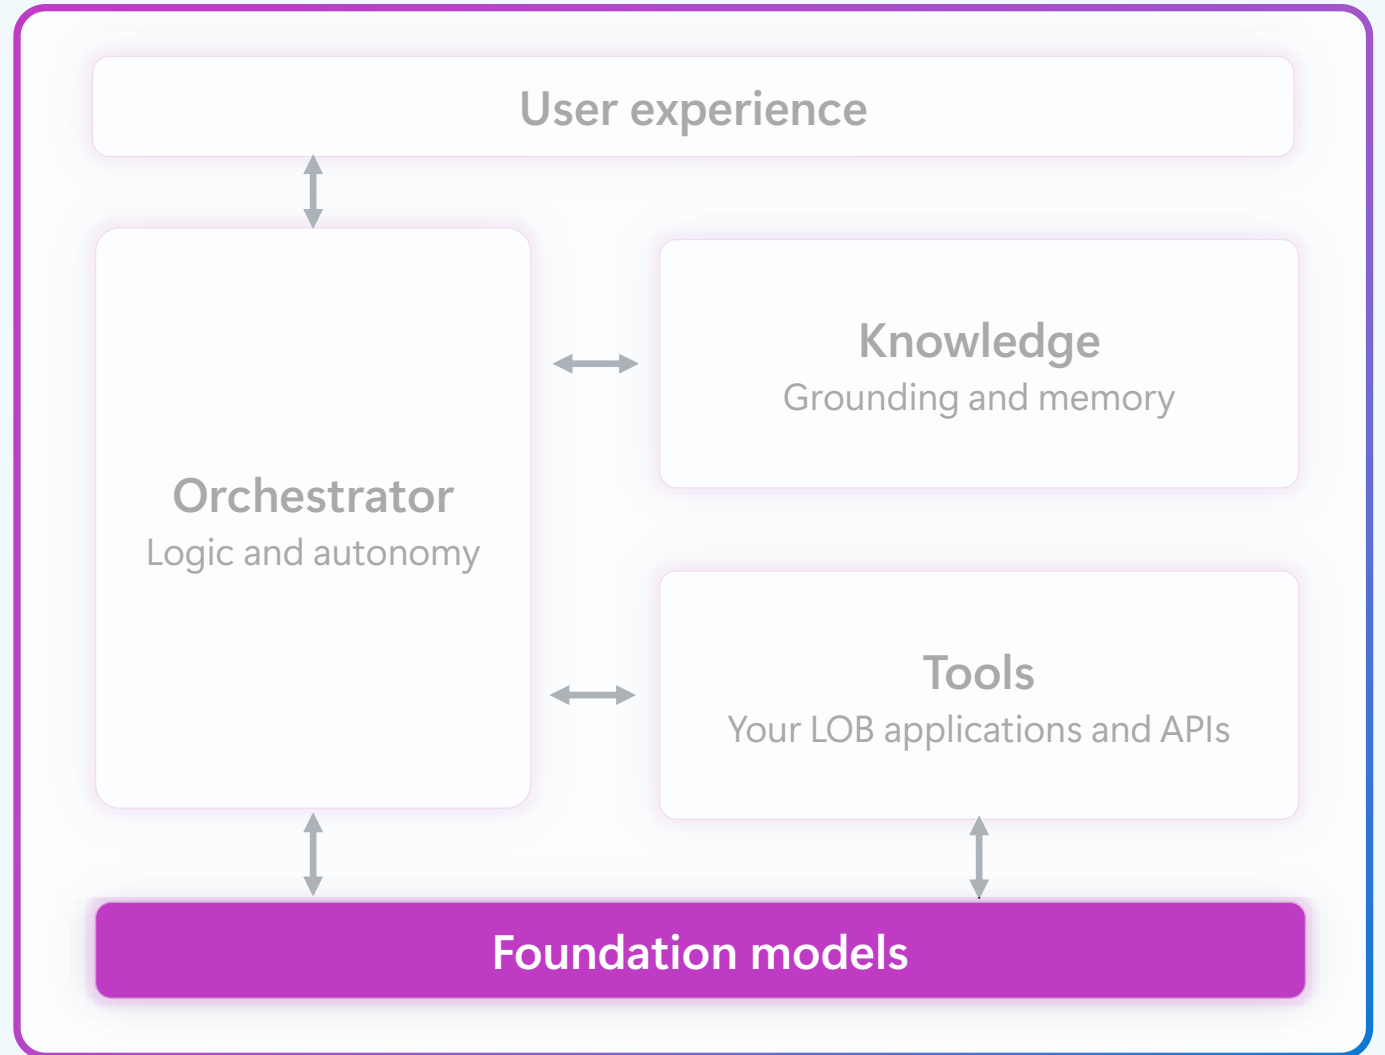 User experience
Knowledge
Grounding and memory
Orchestrator
Logic and autonomy
Tools
Your LOB applications and APIs
Foundation models